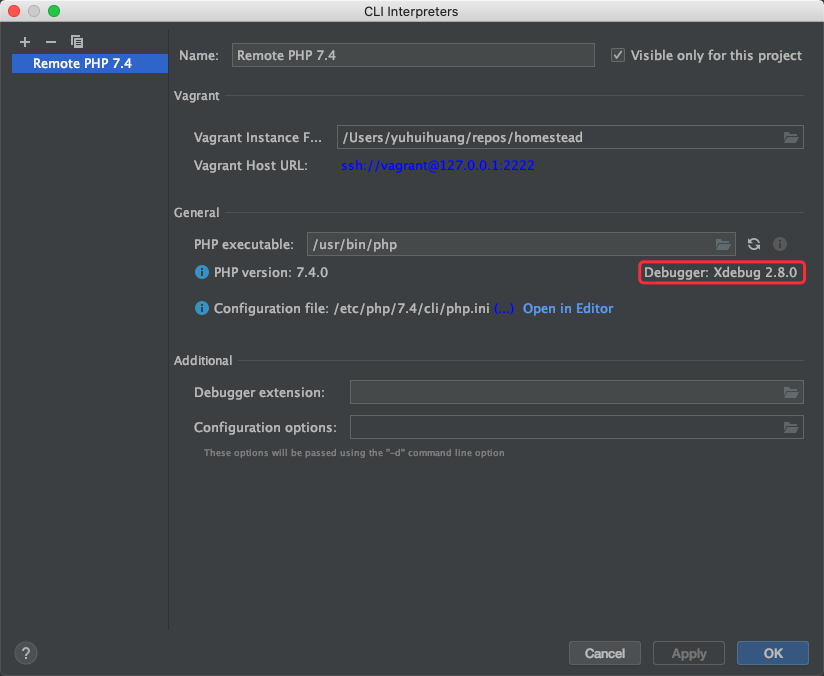 CLI Interpreters
Remote PHP 7.4
Name: Remote PHP 7.4 Visible only for this project
Vagrant
Vagrant Instance F... /Users/yuhuihuang/repos/homestead
Vagrant Host URL: ssh://vagrant@127.0.0.1:2222
General
PHP executable: /usr/bin/php
PHP version: 7.4.0 Debugger: Xdebug 2.8.0
Configuration file: /etc/php/7.4/cli/php.ini (...) Open in Editor
Additional
Debugger extension:
Configuration options:
These options will be passed using the "-d" command line option
? Cancel Apply OK